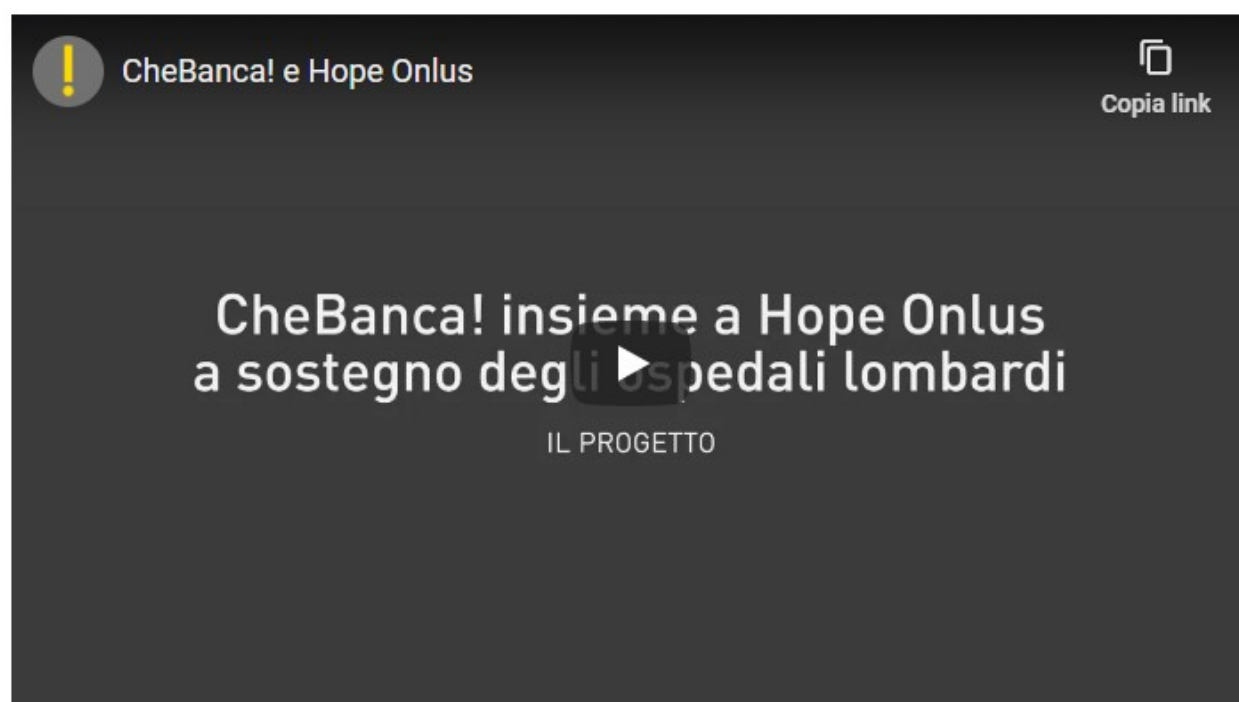 CheBanca! e Hope Onlus
Copia link
CheBanca! insieme a Hope Onlus
a sostegno degli ospedali lombardi
IL PROGETTO